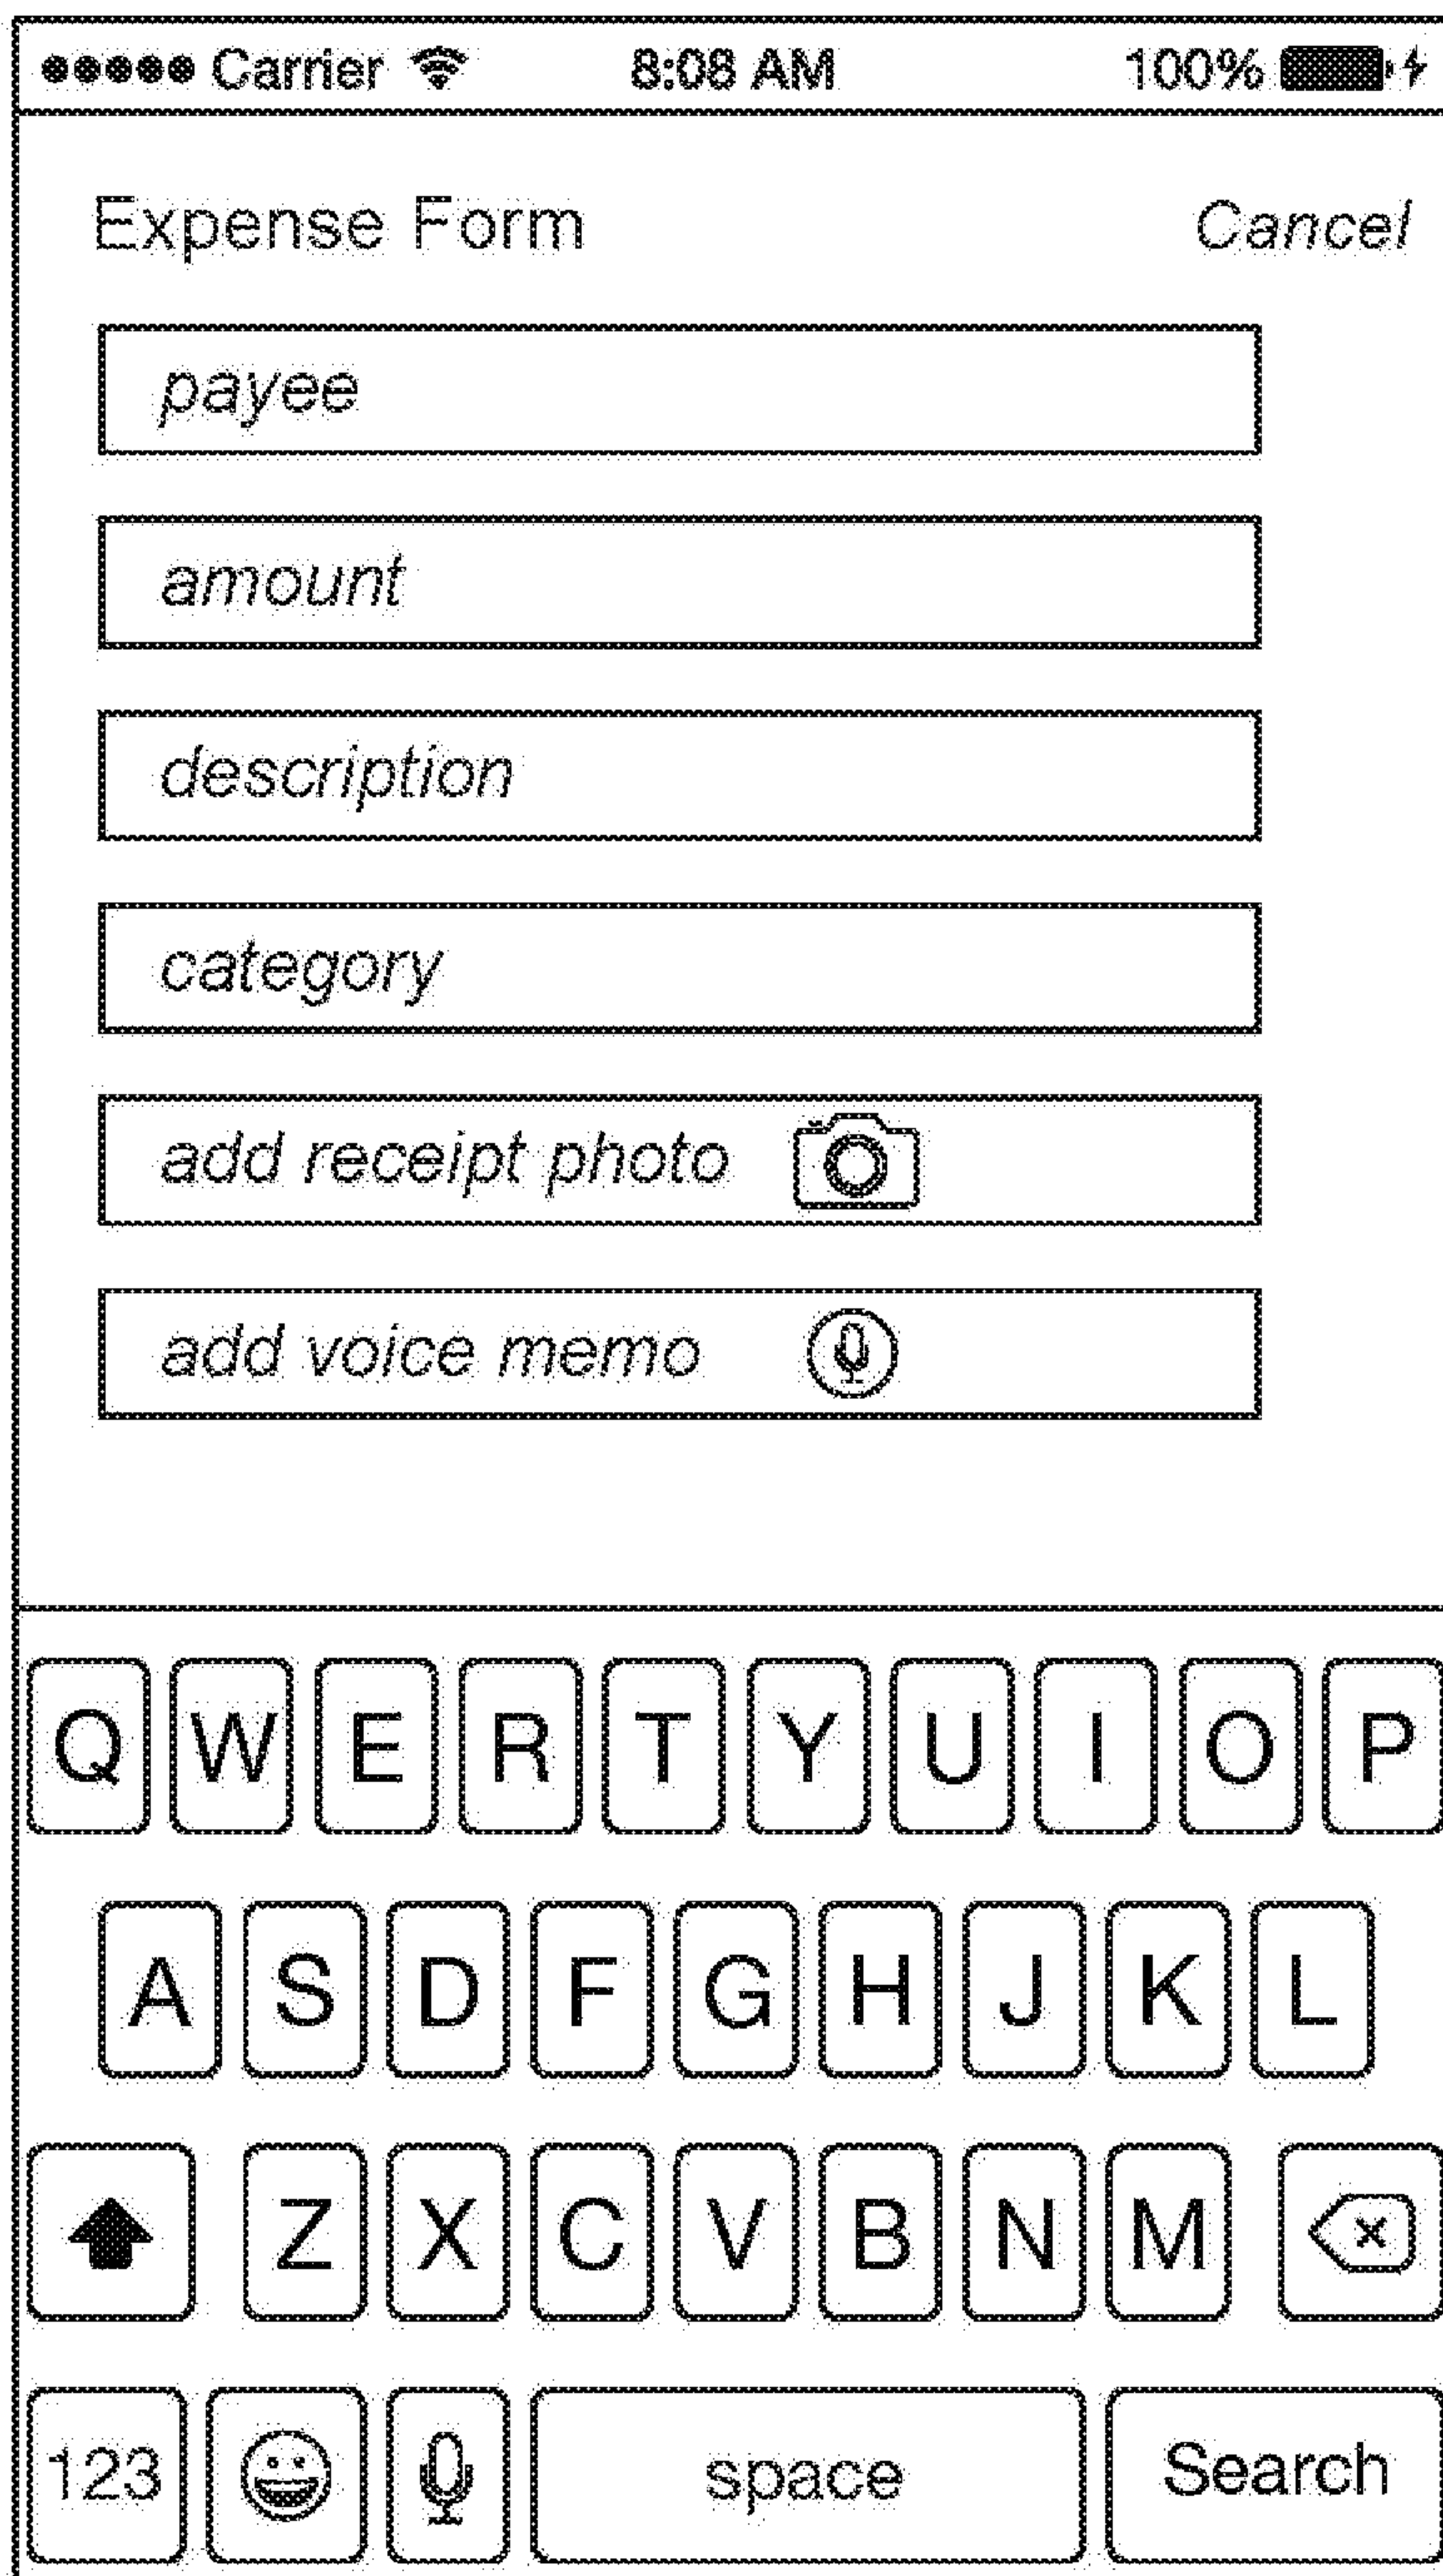 Carrier 8:08 AM 100%
Expense Form Cancel
payee
amount
description
category
add receipt photo
add voice memo
Q W E R T Y U I O P
A S D F G H J K L
Z X C V B N M
123 space Search